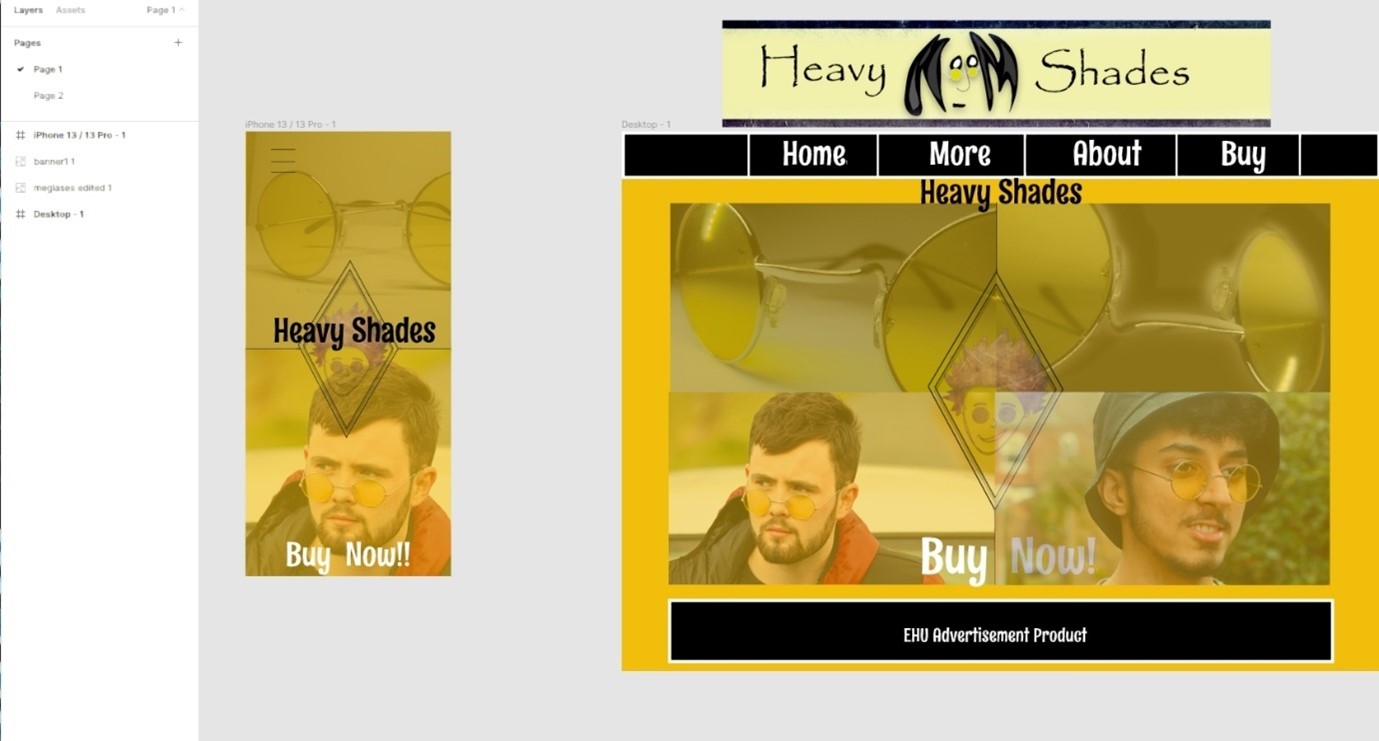 Layers Assets Page 1
Pages
Page 1
Page 2
iPhone 13 / 13 Pro - 1
banner1 1
meglases edited 1
Desktop - 1
iPhone 13 / 13 Pro - 1
Heavy Shades
Buy Now!!
Heavy Shades
Desktop - 1
Home More About Buy
Heavy Shades
Buy Now!
EHU Advertisement Product